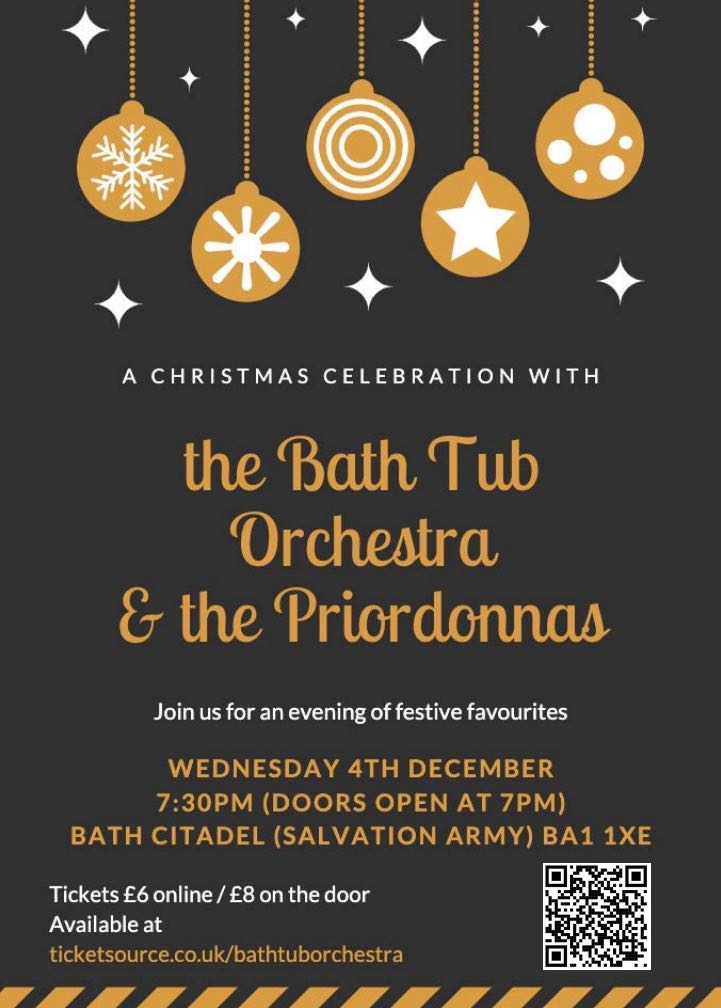 A CHRISTMAS CELEBRATION WITH
the Bath Tub
Orchestra
& the Priordonnas
Join us for an evening of festive favourites
WEDNESDAY 4TH DECEMBER
7:30PM (DOORS OPEN AT 7PM)
BATH CITADEL (SALVATION ARMY) BA1 1XE
Tickets £6 online / £8 on the door
Available at
ticketsource.co.uk/bathtuborchestra